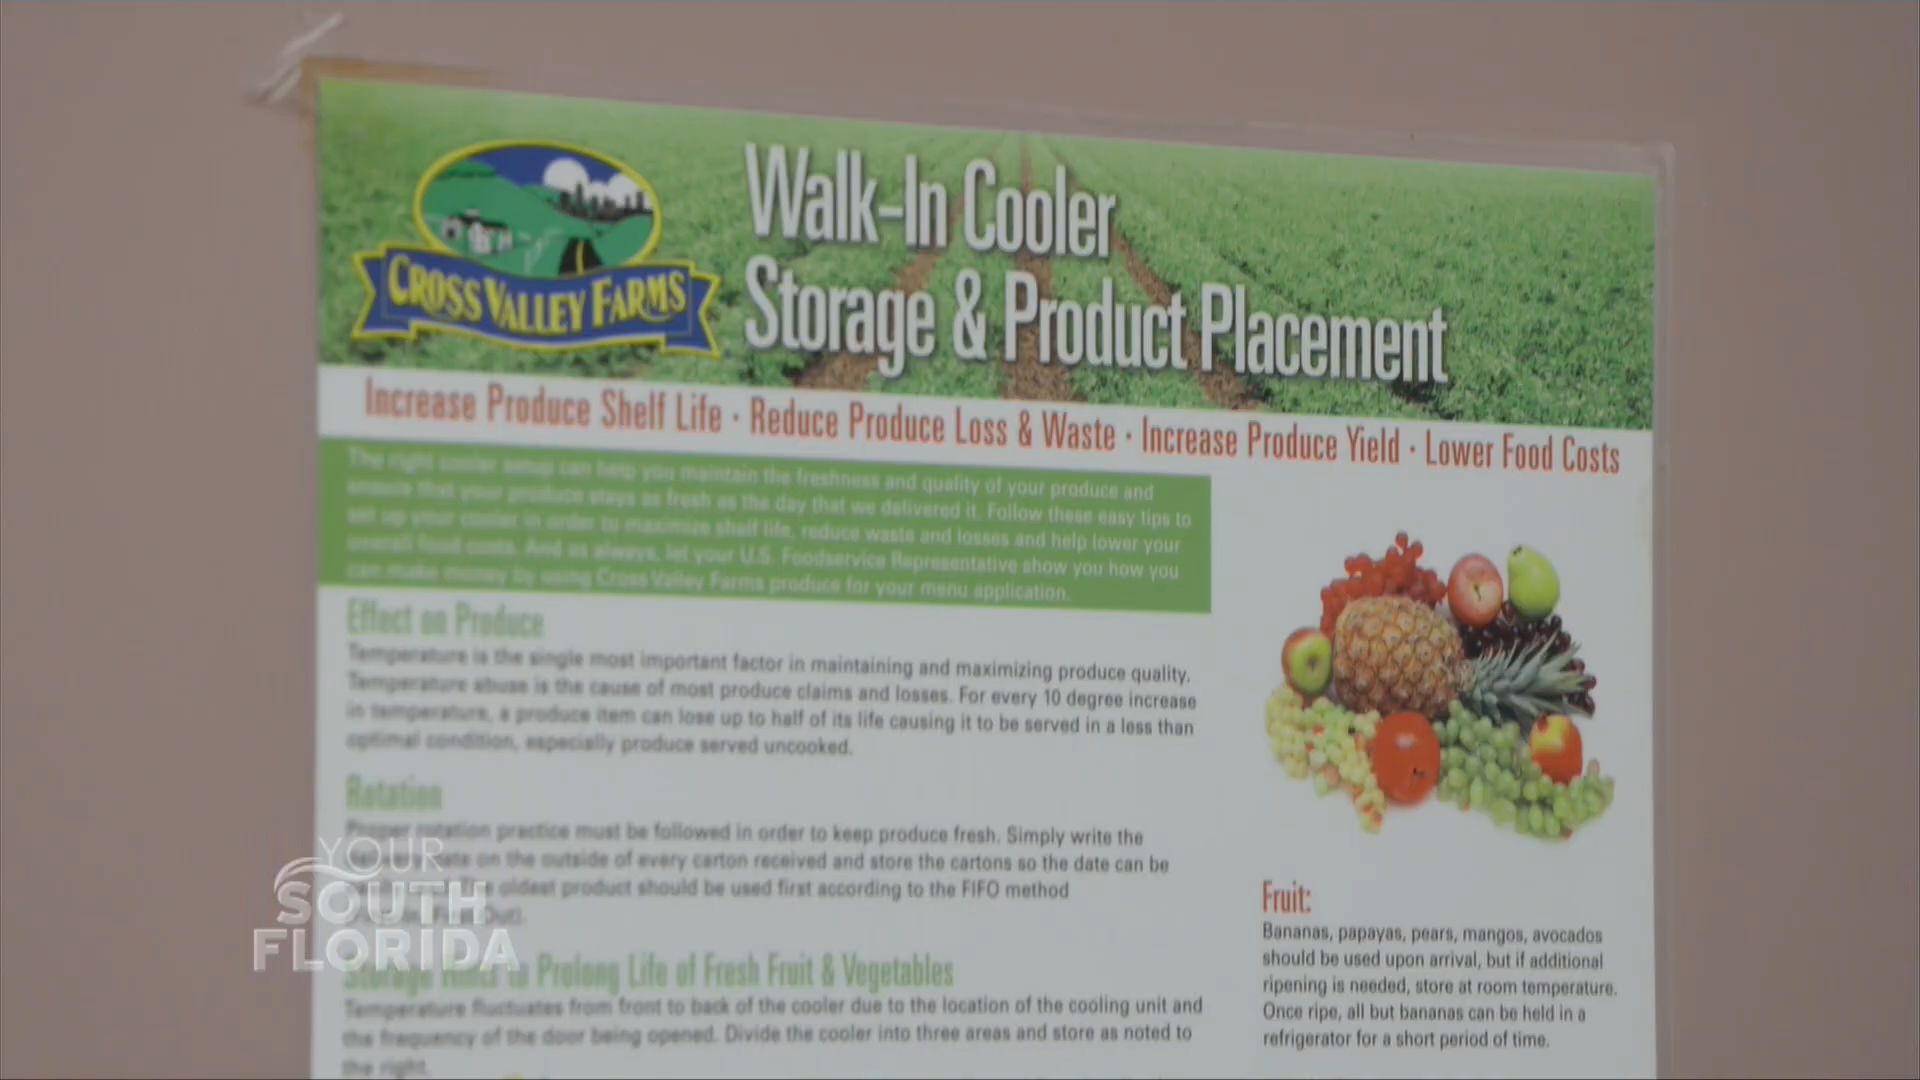 CROSS VALLEY FARMS
Walk-In Cooler
Storage & Product Placement
Increase Produce Shelf Life · Reduce Produce Loss & Waste · Increase Produce Yield · Lower Food Costs
The right cooler setup can help you maintain the freshness and quality of your produce and
ensure that your produce stays as fresh as the day that we delivered it. Follow these easy tips to
set up your cooler in order to maximize shelf life, reduce waste and losses and help lower your
overall food costs. And as always, let your U.S. Foodservice Representative show you how you
can make money by using Cross Valley Farms produce for your menu application.
Effect on Produce
Temperature is the single most important factor in maintaining and maximizing produce quality.
Temperature abuse is the cause of most produce claims and losses. For every 10 degree increase
in temperature, a produce item can lose up to half of its life causing it to be served in a less than
optimal condition, especially produce served uncooked.
Rotation
Proper rotation practice must be followed in order to keep produce fresh. Simply write the
date on the outside of every carton received and store the cartons so the date can be
oldest product should be used first according to the FIFO method
Out).
Storage Hints to Prolong Life of Fresh Fruit & Vegetables
Temperature fluctuates from front to back of the cooler due to the location of the cooling unit and
the frequency of the door being opened. Divide the cooler into three areas and store as noted to
the right.
Fruit:
Bananas, papayas, pears, mangos, avocados
should be used upon arrival, but if additional
ripening is needed, store at room temperature.
Once ripe, all but bananas can be held in a
refrigerator for a short period of time.
YOUR
SOUTH
FLORIDA